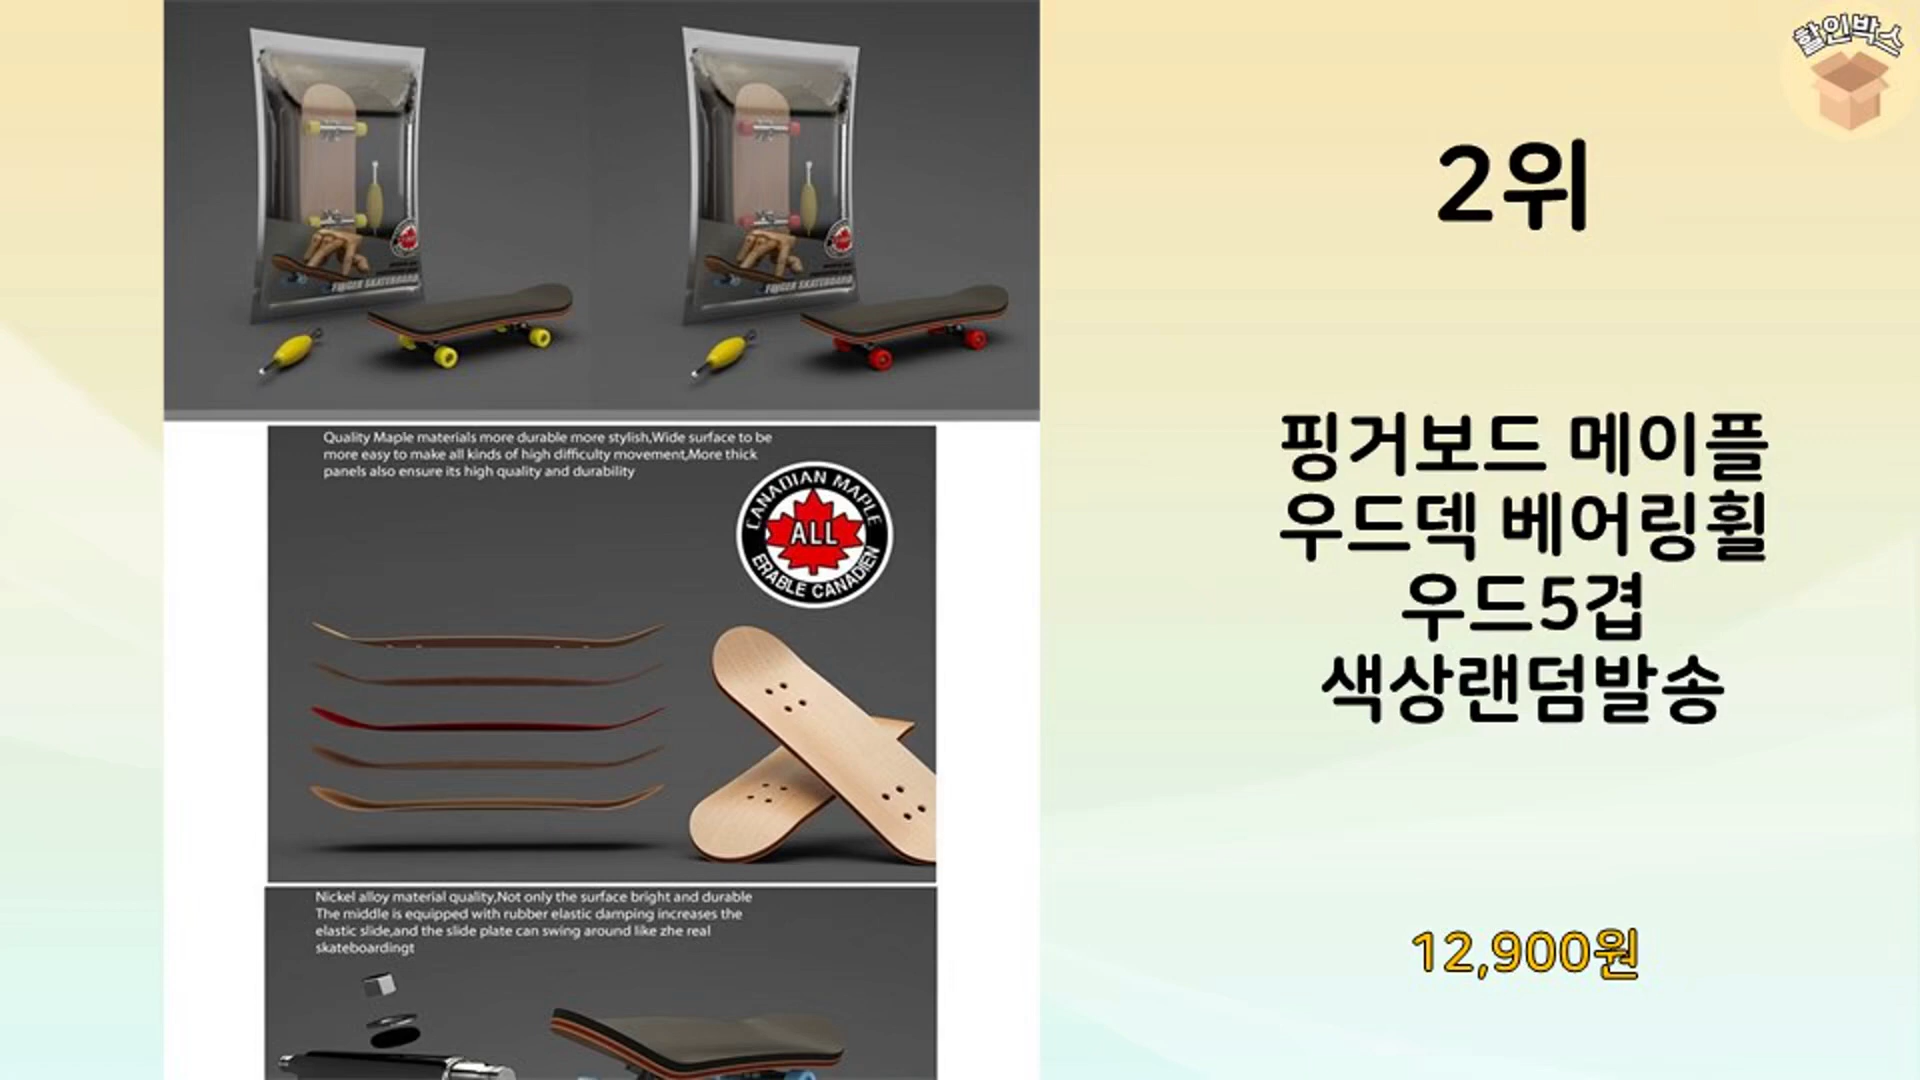 할인박스
2위
FINGER SKATEBOARD
FINGER SKATEBOARD
Quality Maple materials more durable more stylish,Wide surface to be
more easy to make all kinds of high difficulty movement,More thick
panels also ensure its high quality and durability
CANADIAN MAPLE
ALL
ERABLE CANADIEN
핑거보드 메이플
우드덱 베어링휠
우드5겹
색상랜덤발송
Nickel alloy material quality,Not only the surface bright and durable
The middle is equipped with rubber elastic damping increases the
elastic slide,and the slide plate can swing around like zhe real
skateboardingt
12,900원